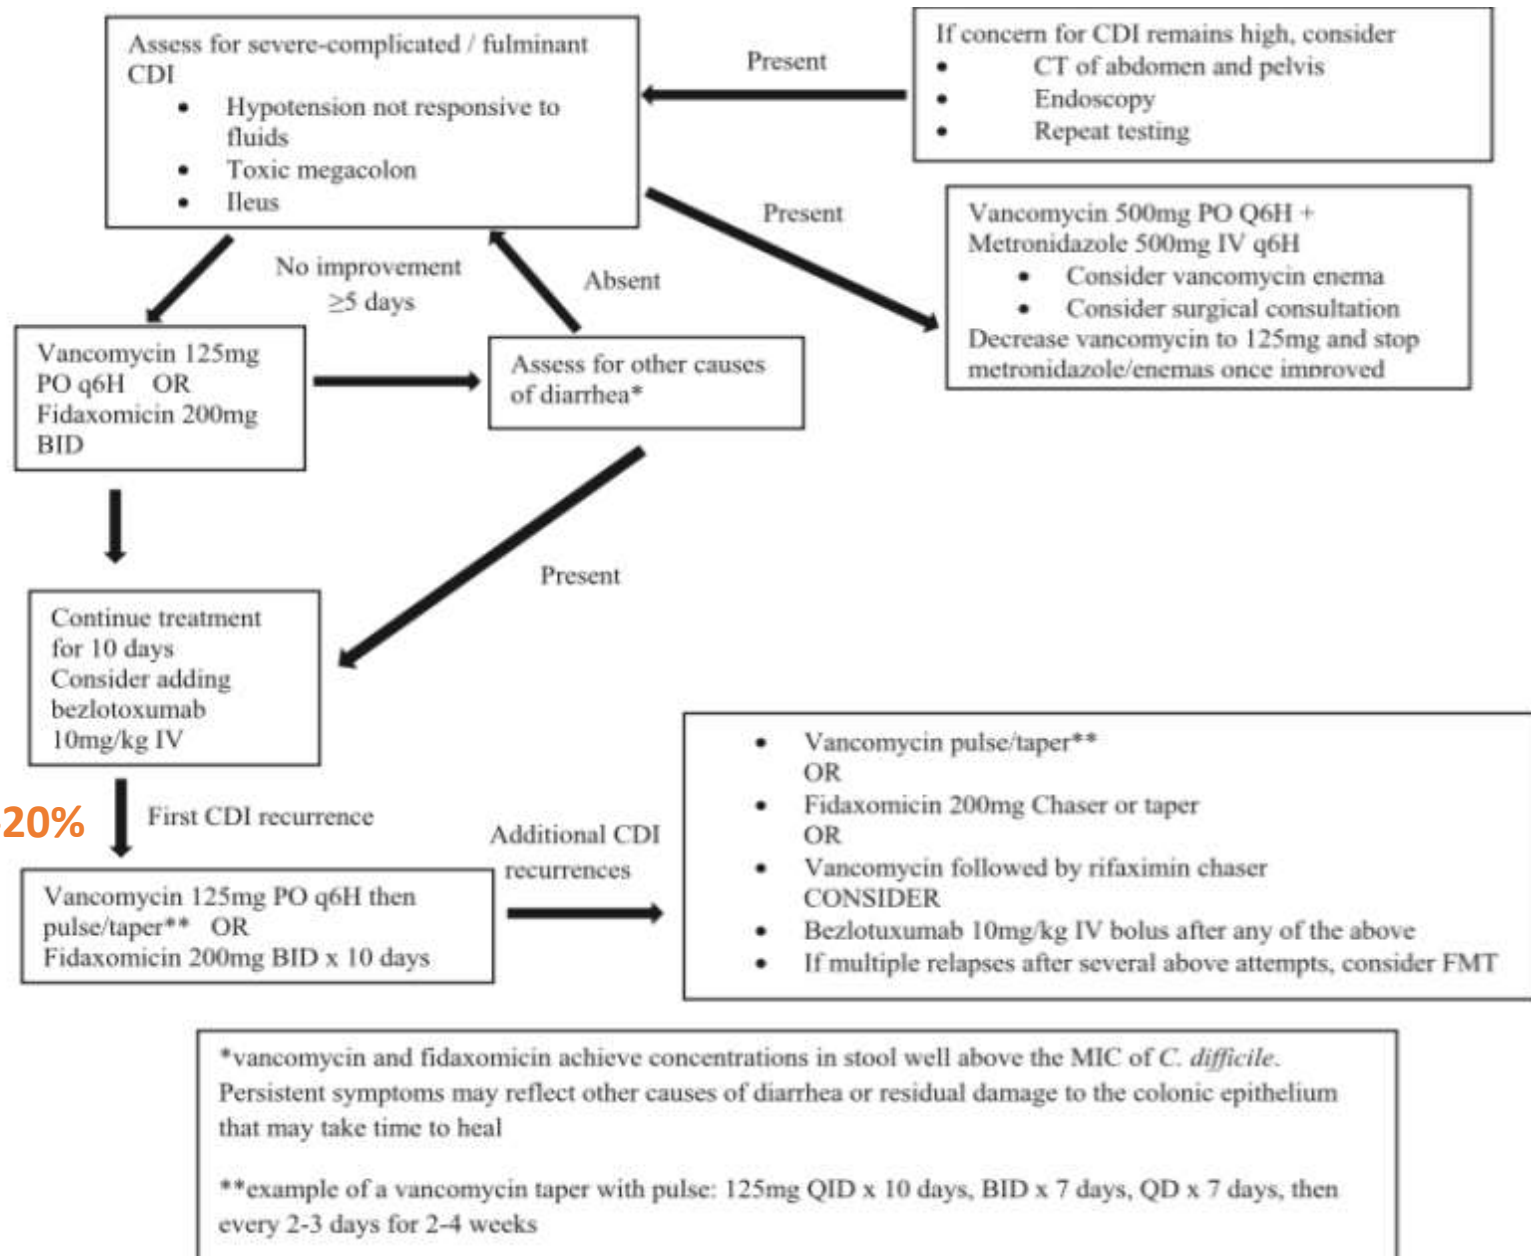 Assess for severe-complicated / fulminant
CDI
• Hypotension not responsive to
fluids
• Toxic megacolon
• Ileus
Present
If concern for CDI remains high, consider
• CT of abdomen and pelvis
• Endoscopy
• Repeat testing
Present
Vancomycin 500mg PO Q6H +
Metronidazole 500mg IV q6H
• Consider vancomycin enema
• Consider surgical consultation
Decrease vancomycin to 125mg and stop
metronidazole/enemas once improved
No improvement
≥5 days
Absent
Vancomycin 125mg
PO q6H OR
Fidaxomicin 200mg
BID
Assess for other causes
of diarrhea*
Present
Continue treatment
for 10 days
Consider adding
bezlotoxumab
10mg/kg IV
20%
First CDI recurrence
Vancomycin 125mg PO q6H then
pulse/taper** OR
Fidaxomicin 200mg BID x 10 days
Additional CDI
recurrences
• Vancomycin pulse/taper**
OR
• Fidaxomicin 200mg Chaser or taper
OR
• Vancomycin followed by rifaximin chaser
CONSIDER
• Bezlotuxumab 10mg/kg IV bolus after any of the above
• If multiple relapses after several above attempts, consider FMT
*vancomycin and fidaxomicin achieve concentrations in stool well above the MIC of C. difficile.
Persistent symptoms may reflect other causes of diarrhea or residual damage to the colonic epithelium
that may take time to heal
**example of a vancomycin taper with pulse: 125mg QID x 10 days, BID x 7 days, QD x 7 days, then
every 2-3 days for 2-4 weeks